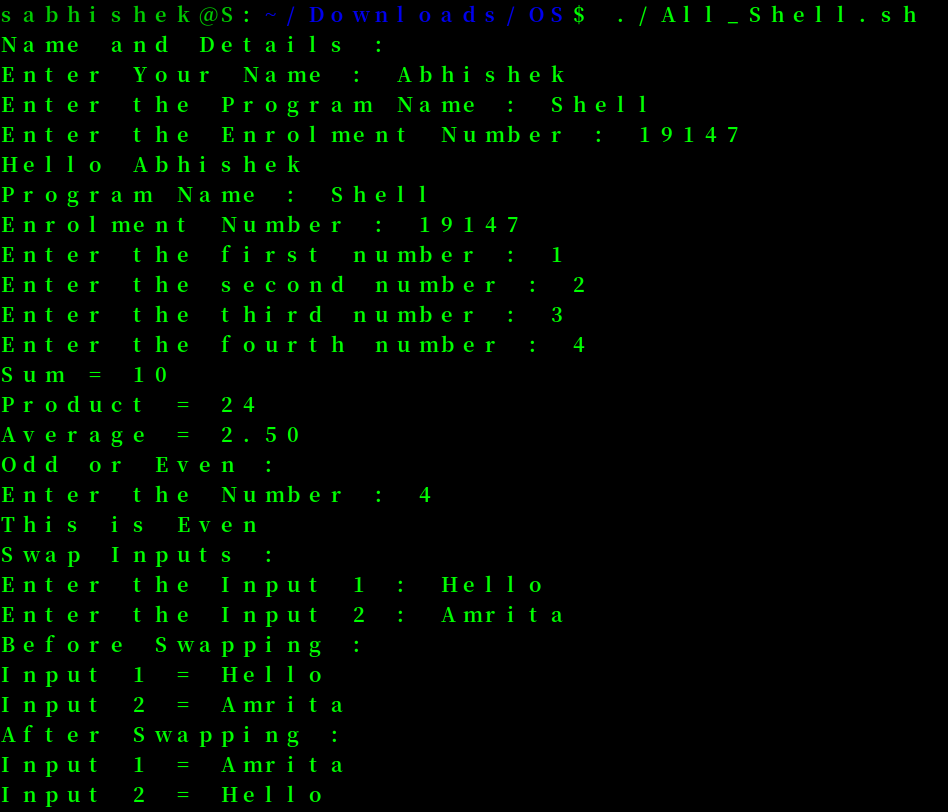 sabhishek@S:~/Downloads/OS$ ./All_Shell.sh
Name and Details :
Enter Your Name : Abhishek
Enter the Program Name : Shell
Enter the Enrolment Number : 19147
Hello Abhishek
Program Name : Shell
Enrolment Number : 19147
Enter the first number : 1
Enter the second number : 2
Enter the third number : 3
Enter the fourth number : 4
Sum = 10
Product = 24
Average = 2.50
Odd or Even :
Enter the Number : 4
This is Even
Swap Inputs :
Enter the Input 1 : Hello
Enter the Input 2 : Amrita
Before Swapping :
Input 1 = Hello
Input 2 = Amrita
After Swapping :
Input 1 = Amrita
Input 2 = Hello